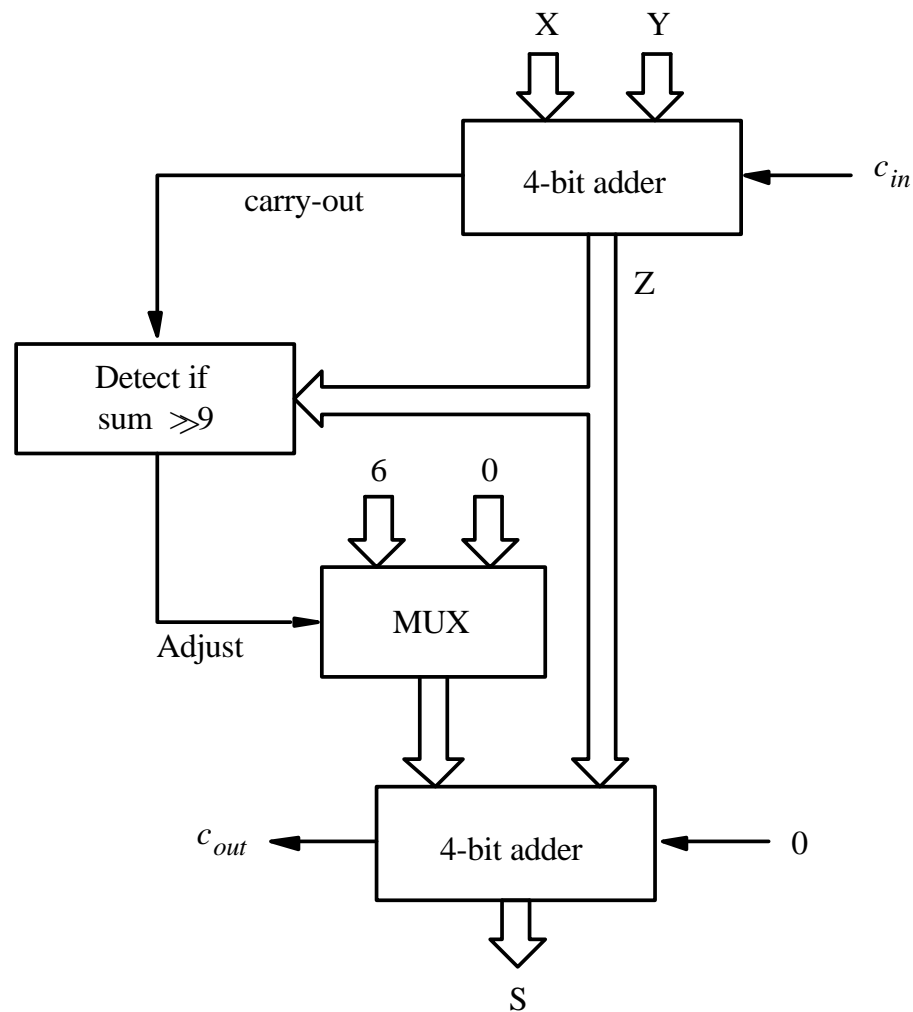 X Y
4-bit adder
c_in
carry-out
Z
Detect if
sum >>9
6 0
MUX
Adjust
c_out
4-bit adder
0
S